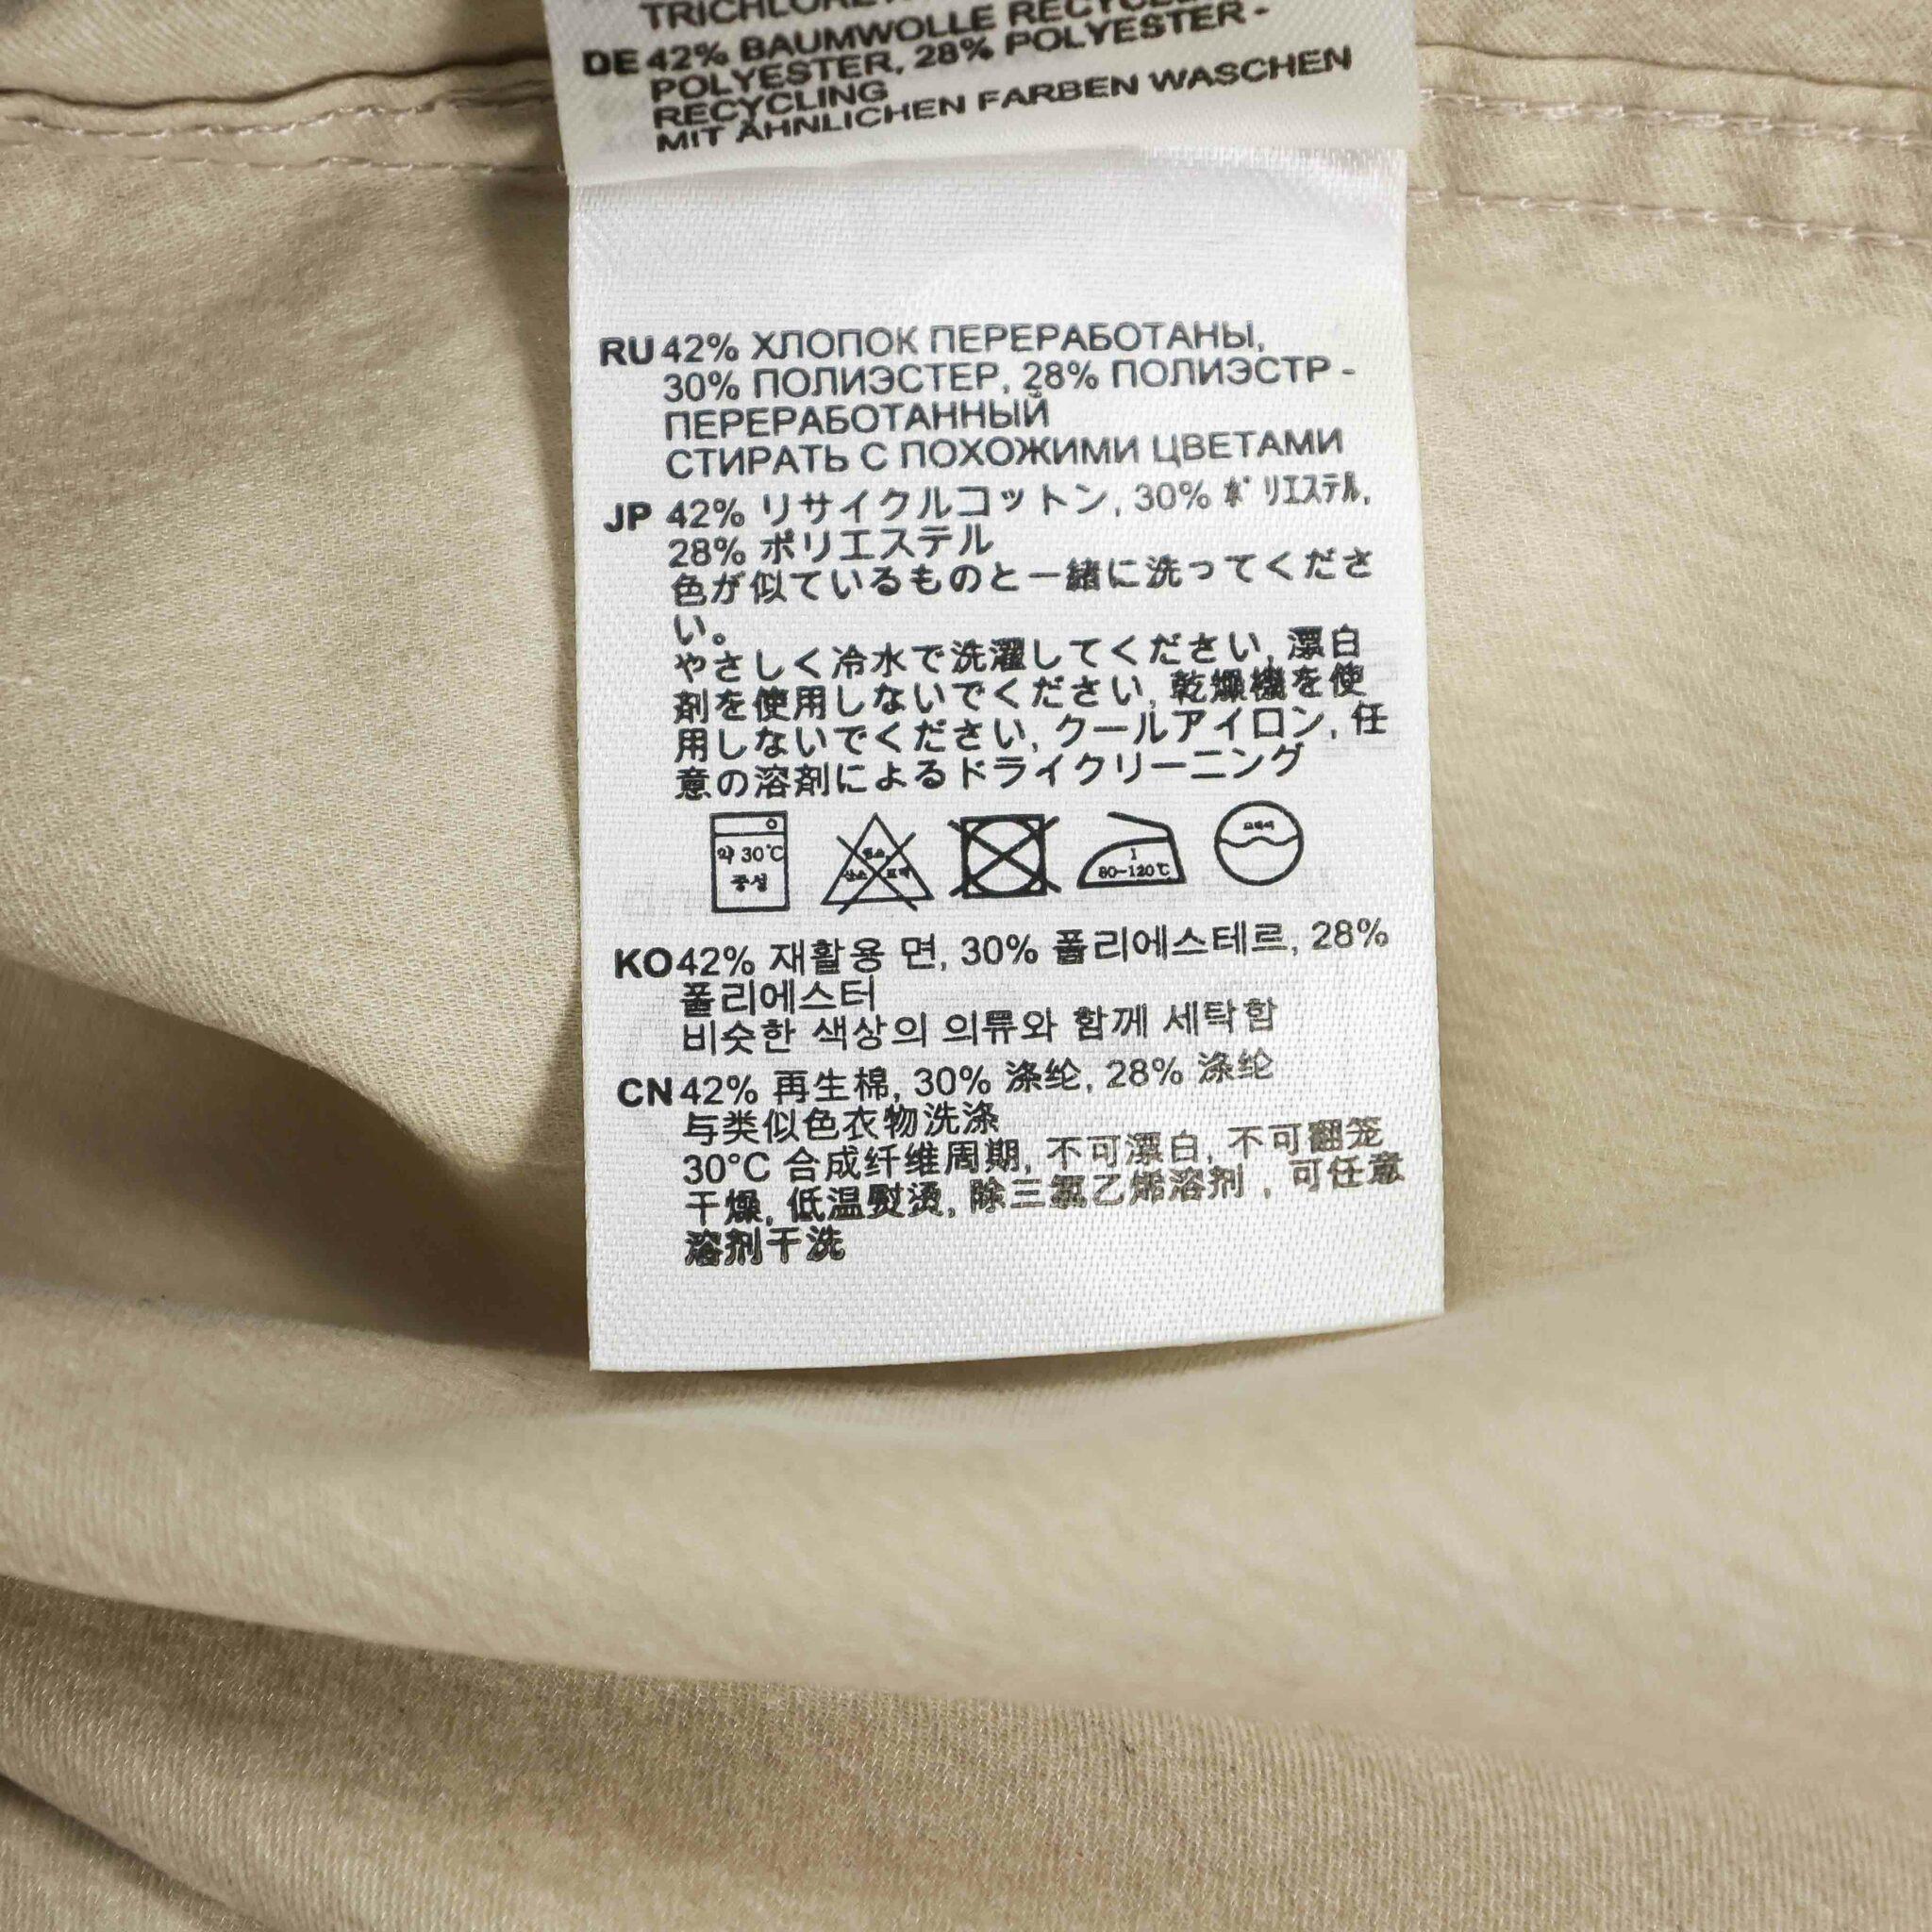 DE 42% BAUMWOLLE
POLYESTER, 28% POLYESTER -
RECYCLING
MIT ÄHNLICHEN FARBEN WASCHEN
RU 42% ХЛОПОК ПЕРЕРАБОТАНЫ,
30% ПОЛИЭСТЕР, 28% ПОЛИЭСТР -
ПЕРЕРАБОТАННЫЙ
СТИРАТЬ С ПОХОЖИМИ ЦВЕТАМИ
JP 42% リサイクルコットン, 30% ﾎﾟﾘｴｽﾃﾙ,
28% ポリエステル
色が似ているものと一緒に洗ってくださ
い。
やさしく冷水で洗濯してください, 漂白
剤を使用しないでください, 乾燥機を使
用しないでください, クールアイロン, 任
意の溶剤によるドライクリーニング
약 30℃
중성
1
80-120℃
KO 42% 재활용 면, 30% 폴리에스테르, 28%
폴리에스터
비슷한 색상의 의류와 함께 세탁함
CN 42% 再生棉, 30% 涤纶, 28% 涤纶
与类似色衣物洗涤
30°C 合成纤维周期, 不可漂白, 不可翻笼
干燥, 低温熨烫, 除三氯乙烯溶剂 , 可任意
溶剂干洗